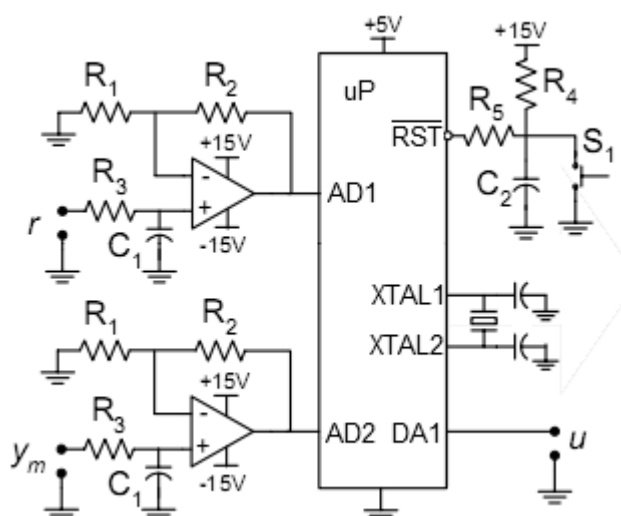 +5V
uP
R1
R2
+15V
-
+
-15V
R3
r
C1
AD1
RST
R5
+15V
R4
C2
S1
XTAL1
XTAL2
R1
R2
+15V
-
+
-15V
R3
ym
C1
AD2
DA1
u